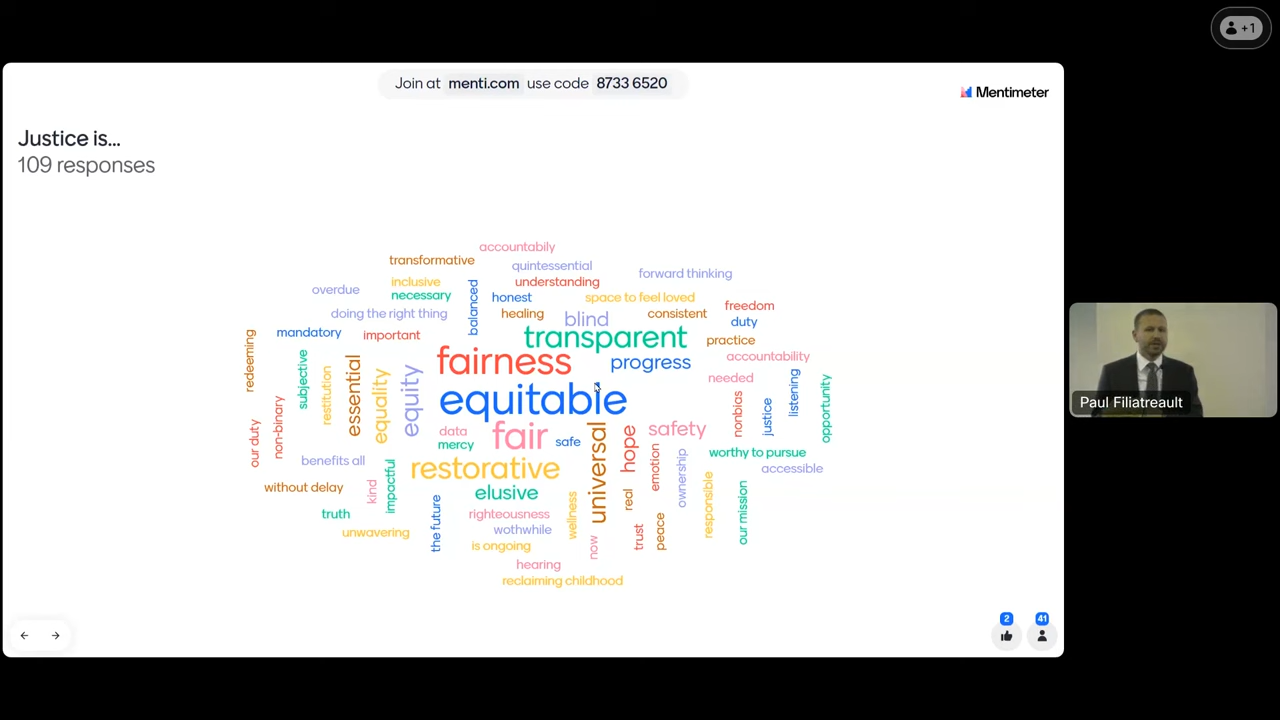 +1
Join at menti.com use code 8733 6520
Mentimeter
Justice is...
109 responses
accountabily
transformative
quintessential
forward thinking
inclusive
understanding
overdue
necessary
balanced
honest
space to feel loved
freedom
doing the right thing
healing
blind
consistent
duty
mandatory
important
transparent
practice
redeeming
fairness
progress
accountability
subjective
restitution
essential
equality
equity
needed
listening
opportunity
equitable
nonbias
justice
our duty
non-binary
data
fair
safe
universal
hope
safety
mercy
emotion
ownership
worthy to pursue
benefits all
impactful
restorative
accessible
without delay
kind
elusive
real
responsible
our mission
truth
the future
righteousness
wellness
trust
peace
unwavering
wothwhile
is ongoing
now
hearing
reclaiming childhood
2
41
Paul Filiatreault